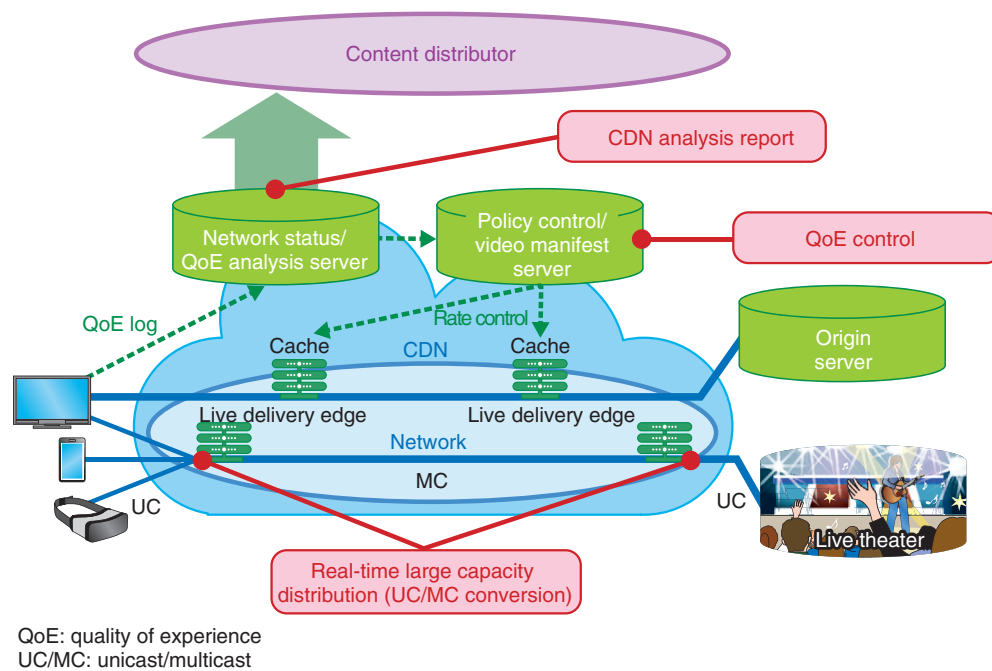 Content distributor
CDN analysis report
Network status/
QoE analysis server
Policy control/
video manifest
server
QoE control
QoE log
Rate control
Origin
server
Cache
CDN
Cache
Live delivery edge
Live delivery edge
Network
MC
UC
UC
Live theater
Real-time large capacity
distribution (UC/MC conversion)
QoE: quality of experience
UC/MC: unicast/multicast